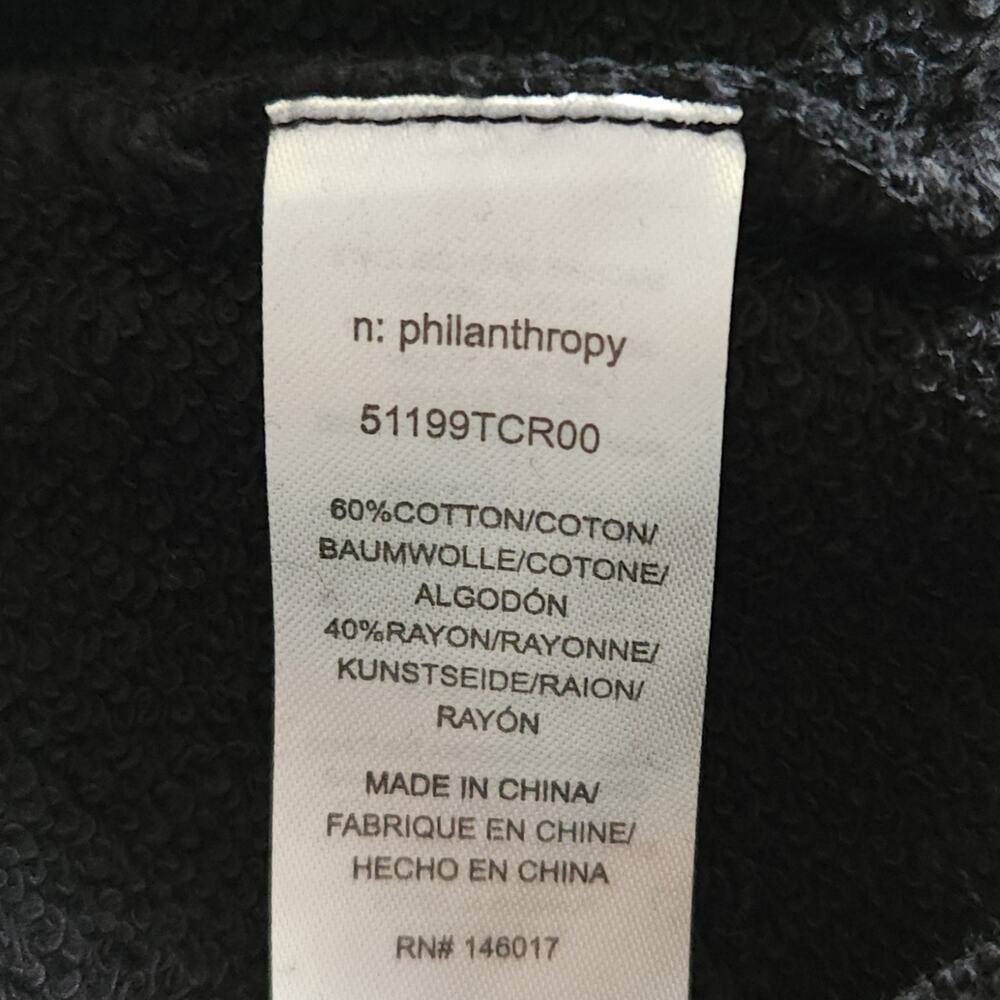 n: philanthropy
51199TCR00
60%COTTON/COTON/
BAUMWOLLE/COTONE/
ALGODÓN
40%RAYON/RAYONNE/
KUNSTSEIDE/RAION/
RAYÓN
MADE IN CHINA/
FABRIQUE EN CHINE/
HECHO EN CHINA
RN# 146017